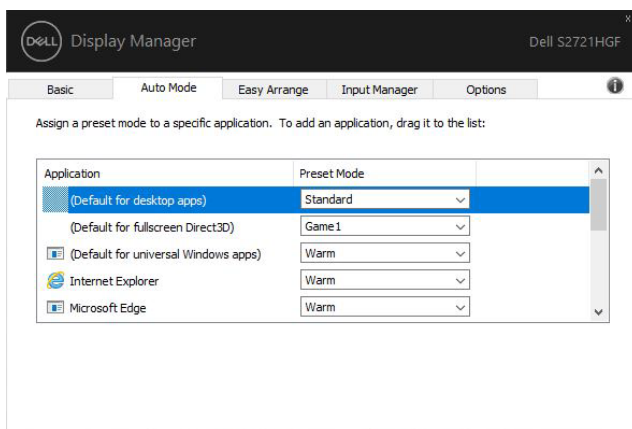 DELL Display Manager Dell S2721HGF
Basic Auto Mode Easy Arrange Input Manager Options
Assign a preset mode to a specific application. To add an application, drag it to the list:
Application Preset Mode
(Default for desktop apps) Standard
(Default for fullscreen Direct3D) Game1
(Default for universal Windows apps) Warm
Internet Explorer Warm
Microsoft Edge Warm